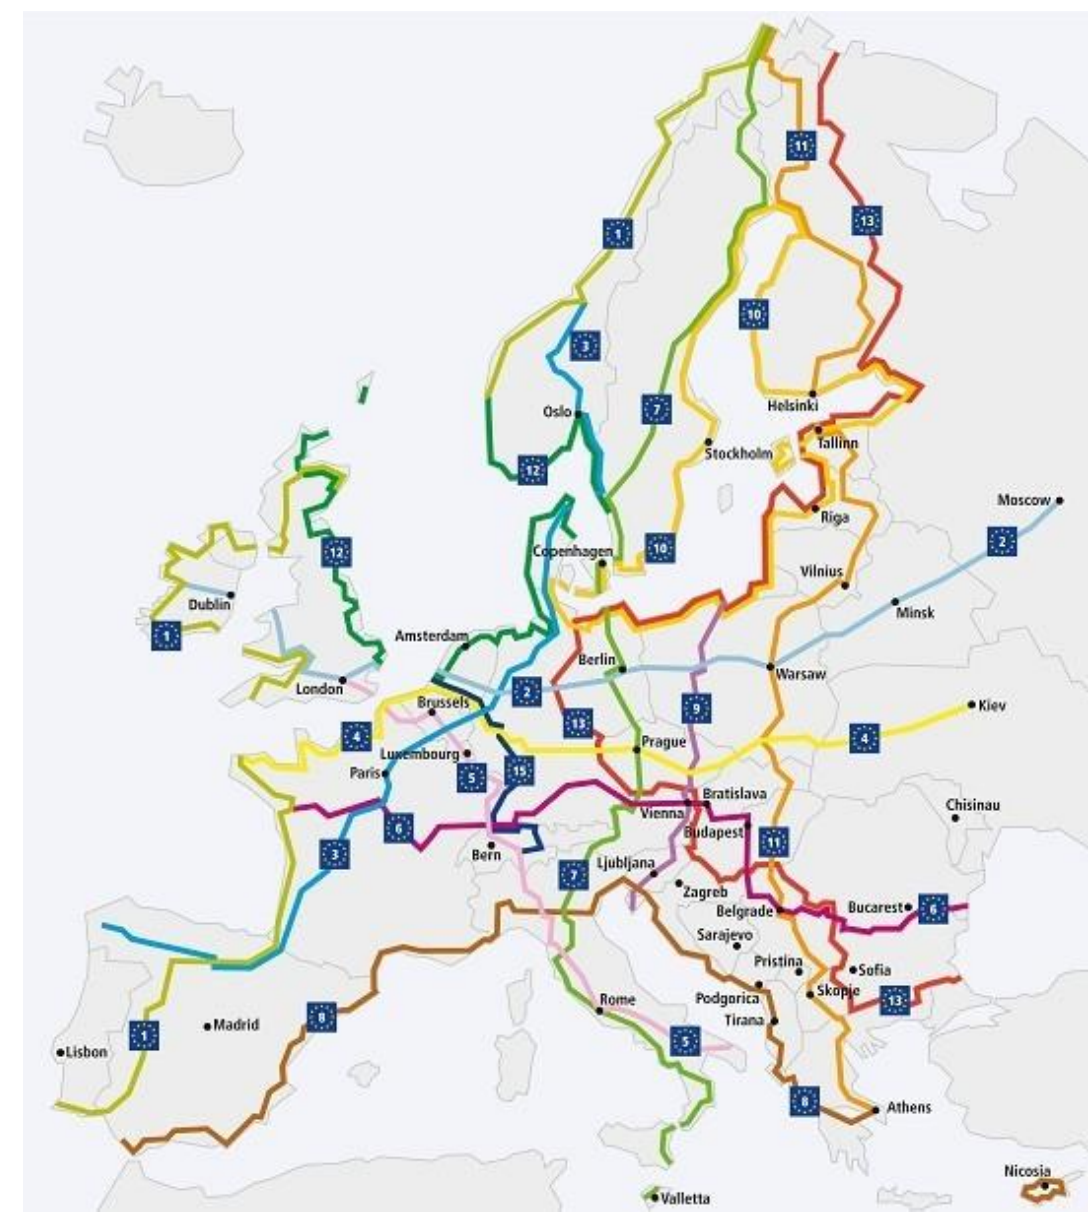 11
13
1
10
3
Helsinki
Oslo
7
Tallinn
Stockholm
12
Moscow
Riga
2
10
Copenhagen
12
Vilnius
Dublin
Minsk
1
Amsterdam
Berlin
Warsaw
London
2
Brussels
9
Kiev
13
4
4
Prague
Luxembourg
Paris
5
15
Bratislava
Chisinau
Vienna
6
Budapest
11
3
Bern
Ljubljana
7
Zagreb
Belgrade
Bucarest
6
Sarajevo
Pristina
Sofia
Podgorica
Skopje
Rome
13
8
Tirana
Madrid
1
5
Lisbon
8
Athens
Nicosia
Valletta